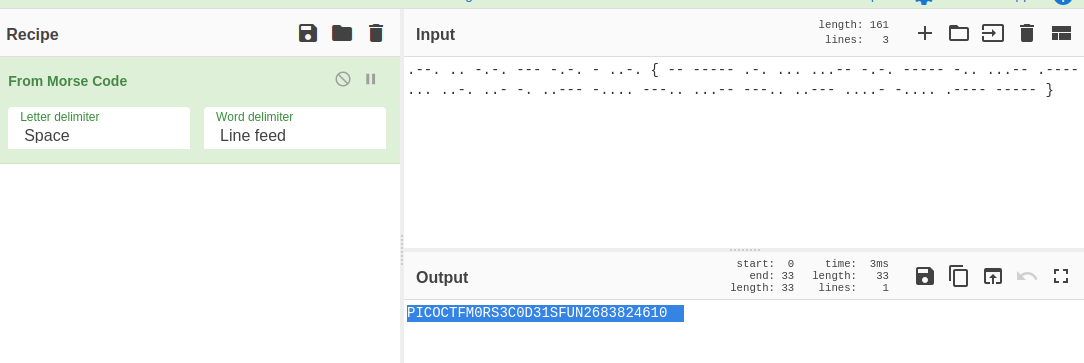 Recipe
From Morse Code
Letter delimiter
Space
Word delimiter
Line feed
Input
length: 161
lines: 3
.--. .. -.-. --- -.-. - ..-. { -- ----- .-. ... ...-- -.-. ----- -.. ...-- .----
... ..-. ..- -. ..--- -.... ---.. ...-- ---.. ..--- ....- -.... .---- ----- }
Output
start: 0 time: 3ms
end: 33 length: 33
length: 33 lines: 1
PICOCTFM0RS3C0D31SFUN2683824610